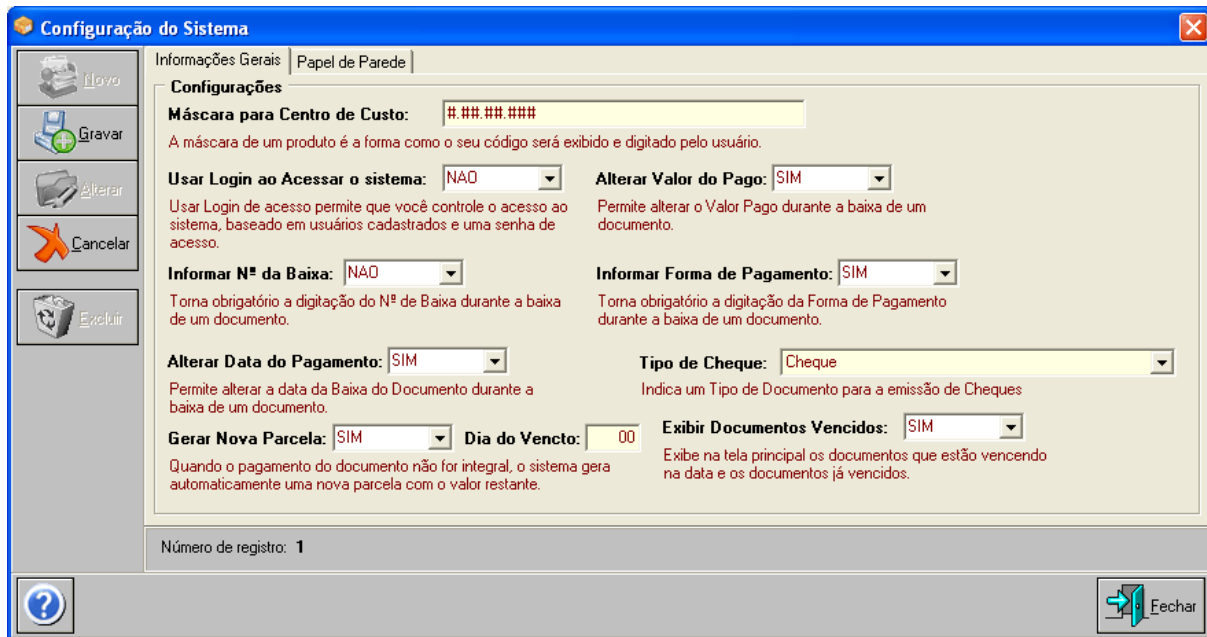 Configuração do Sistema
Novo
Gravar
Alterar
Cancelar
Excluir
Informações Gerais
Papel de Parede
Configurações
Máscara para Centro de Custo: #.##.##.###
A máscara de um produto é a forma como o seu código será exibido e digitado pelo usuário.
Usar Login ao Acessar o sistema: NAO
Usar Login de acesso permite que você controle o acesso ao
sistema, baseado em usuários cadastrados e uma senha de
acesso.
Alterar Valor do Pago: SIM
Permite alterar o Valor Pago durante a baixa de um
documento.
Informar Nº da Baixa: NAO
Torna obrigatório a digitação do Nº de Baixa durante a baixa
de um documento.
Informar Forma de Pagamento: SIM
Torna obrigatório a digitação da Forma de Pagamento
durante a baixa de um documento.
Alterar Data do Pagamento: SIM
Permite alterar a data da Baixa do Documento durante a
baixa de um documento.
Tipo de Cheque: Cheque
Indica um Tipo de Documento para a emissão de Cheques
Gerar Nova Parcela: SIM Dia do Vencto: 00
Quando o pagamento do documento não for integral, o sistema gera
automaticamente uma nova parcela com o valor restante.
Exibir Documentos Vencidos: SIM
Exibe na tela principal os documentos que estão vencendo
na data e os documentos já vencidos.
Número de registro: 1
Fechar